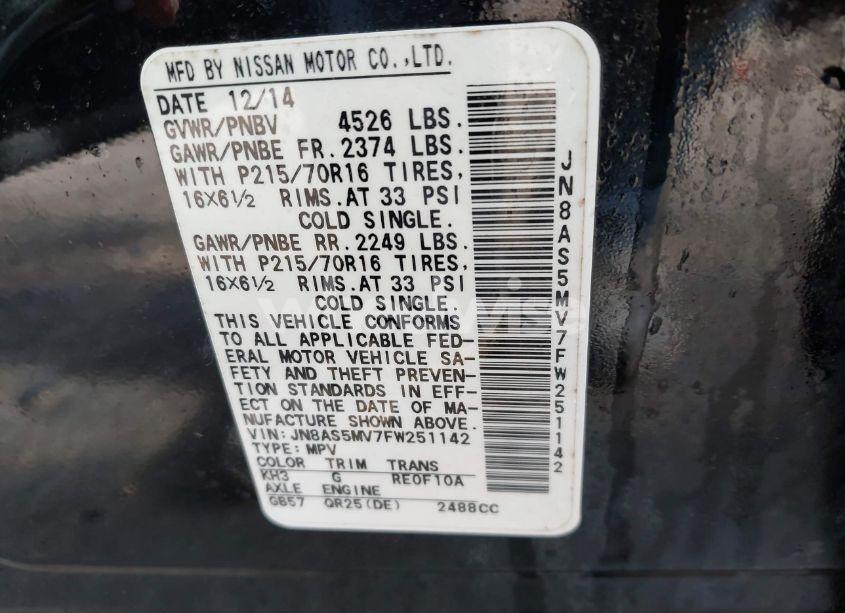 MFD BY NISSAN MOTOR CO.,LTD.
DATE 12/14
GVWR/PNBV 4526 LBS.
GAWR/PNBE FR.2374 LBS.
WITH P215/70R16 TIRES,
16X6½ RIMS.AT 33 PSI
COLD SINGLE.
GAWR/PNBE RR.2249 LBS.
WITH P215/70R16 TIRES,
16X6½ RIMS.AT 33 PSI
COLD SINGLE.
THIS VEHICLE CONFORMS
TO ALL APPLICABLE FED-
ERAL MOTOR VEHICLE SA-
FETY AND THEFT PREVEN-
TION STANDARDS IN EFF-
ECT ON THE DATE OF MA-
NUFACTURE SHOWN ABOVE.
VIN:JN8AS5MV7FW251142
TYPE:MPV
COLOR TRIM TRANS
KH3 G RE0F10A
AXLE ENGINE
GB57 QR25(DE) 2488CC
JN8AS5MV7FW251142